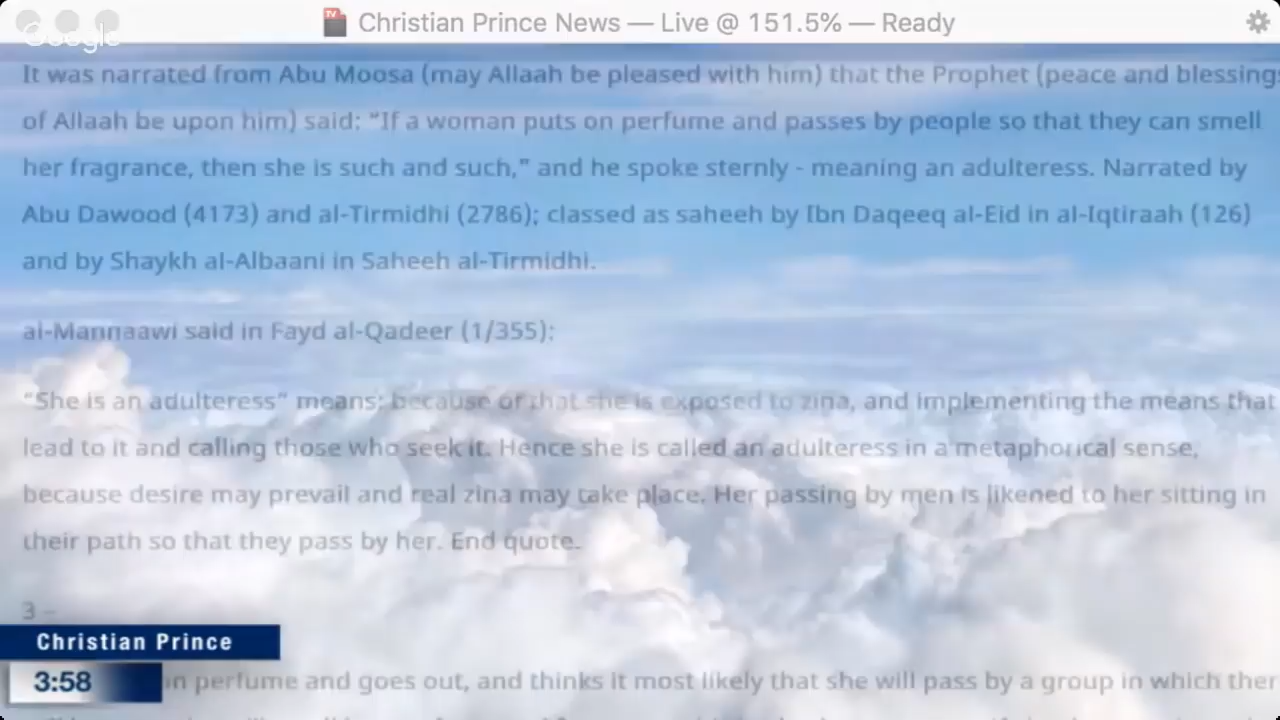 Christian Prince News — Live @ 151.5% — Ready
Google
It was narrated from Abu Moosa (may Allaah be pleased with him) that the Prophet (peace and blessings
of Allaah be upon him) said: "If a woman puts on perfume and passes by people so that they can smell
her fragrance, then she is such and such," and he spoke sternly - meaning an adulteress. Narrated by
Abu Dawood (4173) and al-Tirmidhi (2786); classed as saheeh by Ibn Daqeeq al-Eid in al-Iqtiraah (126)
and by Shaykh al-Albaani in Saheeh al-Tirmidhi.
al-Mannaawi said in Fayd al-Qadeer (1/355):
"She is an adulteress" means: because of that she is exposed to zina, and implementing the means that
lead to it and calling those who seek it. Hence she is called an adulteress in a metaphorical sense,
because desire may prevail and real zina may take place. Her passing by men is likened to her sitting in
their path so that they pass by her. End quote.
3 –
Christian Prince
3:58
in perfume and goes out, and thinks it most likely that she will pass by a group in which ther